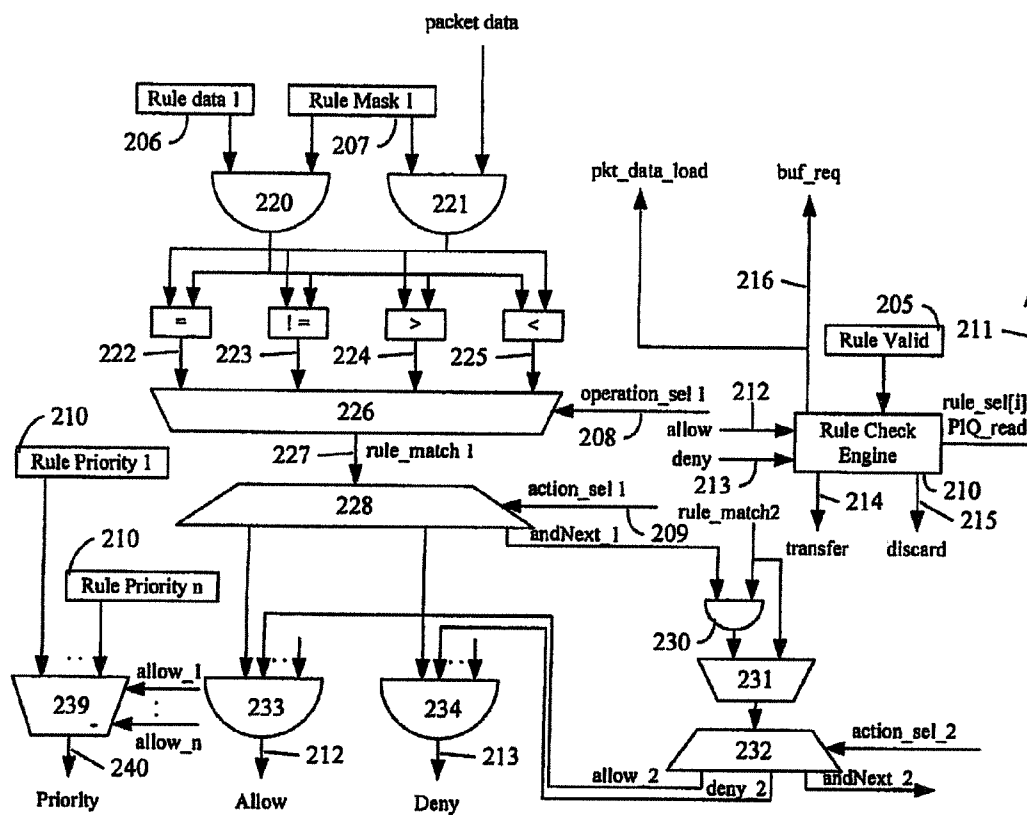 packet data
Rule data 1
Rule Mask 1
206
207
220
221
pkt_data_load
buf_req
216
205
211
Rule Valid
=
!=
>
<
222
223
224
225
226
operation_sel 1
208
212
allow
deny
213
Rule Check
Engine
rule_sel[i]
PIQ_read
210
Rule Priority 1
227
rule_match 1
228
action_sel 1
209
rule_match2
214
210
215
transfer
discard
andNext_1
210
Rule Priority n
230
231
239
allow_1
allow_n
233
234
232
action_sel_2
240
212
213
allow_2
deny_2
andNext_2
Priority
Allow
Deny